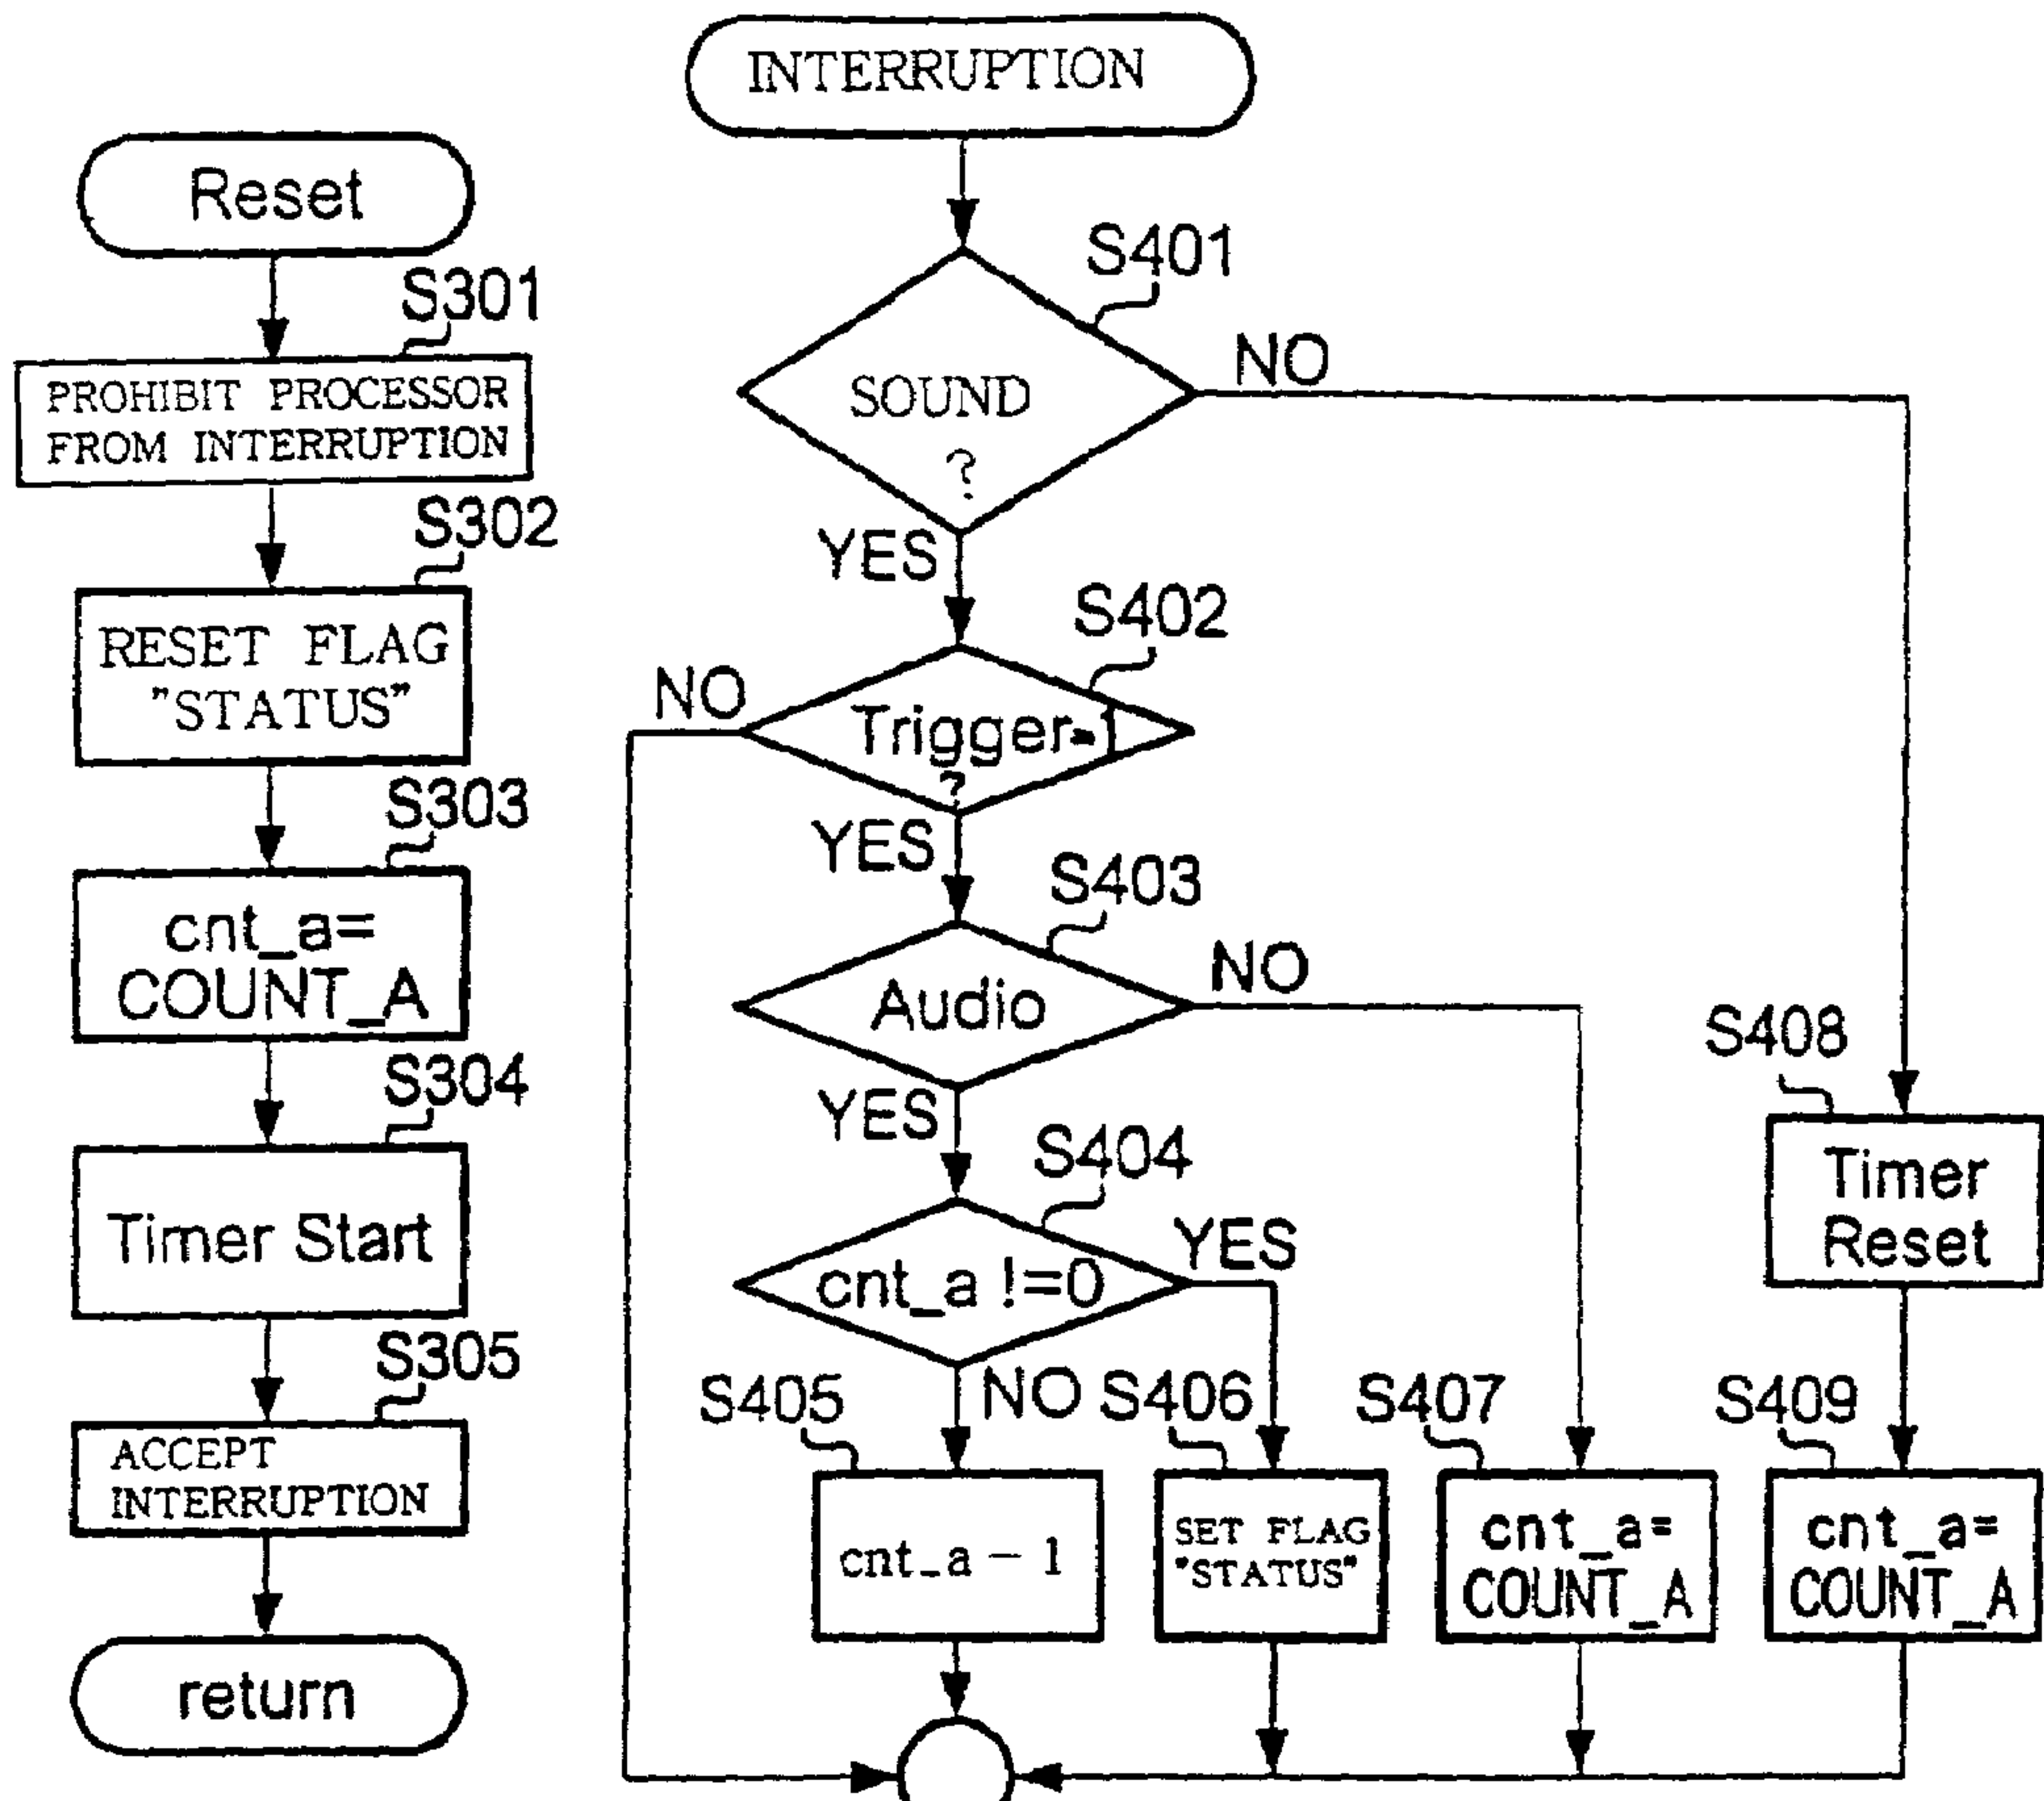 Reset
S301
PROHIBIT PROCESSOR
FROM INTERRUPTION
S302
RESET FLAG
"STATUS"
S303
cnt_a=
COUNT_A
S304
Timer Start
S305
ACCEPT
INTERRUPTION
return
INTERRUPTION
S401
SOUND
?
NO
YES
S402
Trigger=1
?
NO
YES
S403
Audio
NO
YES
S404
cnt_a !=0
YES
NO
S405
cnt_a - 1
S406
SET FLAG
"STATUS"
S407
cnt_a=
COUNT_A
S408
Timer
Reset
S409
cnt_a=
COUNT_A